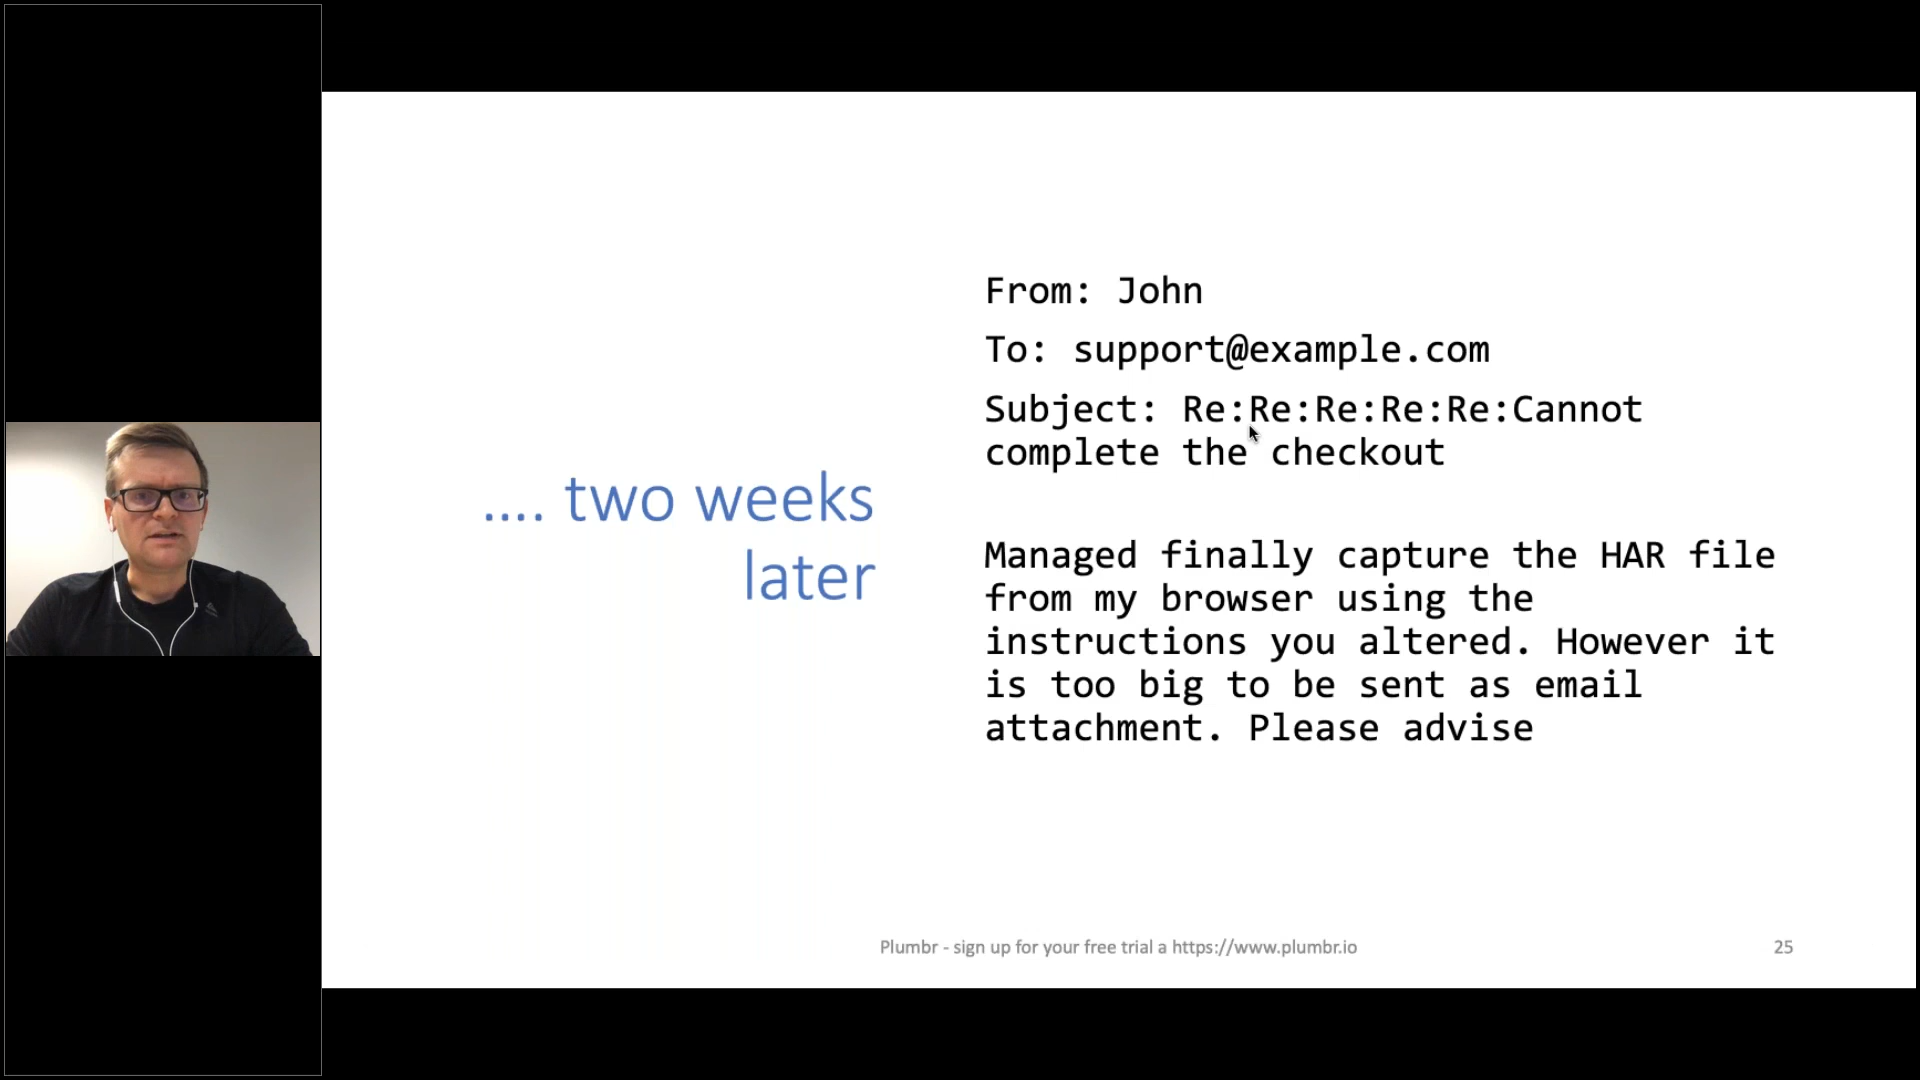 .... two weeks
later
From: John
To: support@example.com
Subject: Re:Re:Re:Re:Re:Cannot
complete the checkout
Managed finally capture the HAR file
from my browser using the
instructions you altered. However it
is too big to be sent as email
attachment. Please advise
Plumbr - sign up for your free trial a https://www.plumbr.io
25